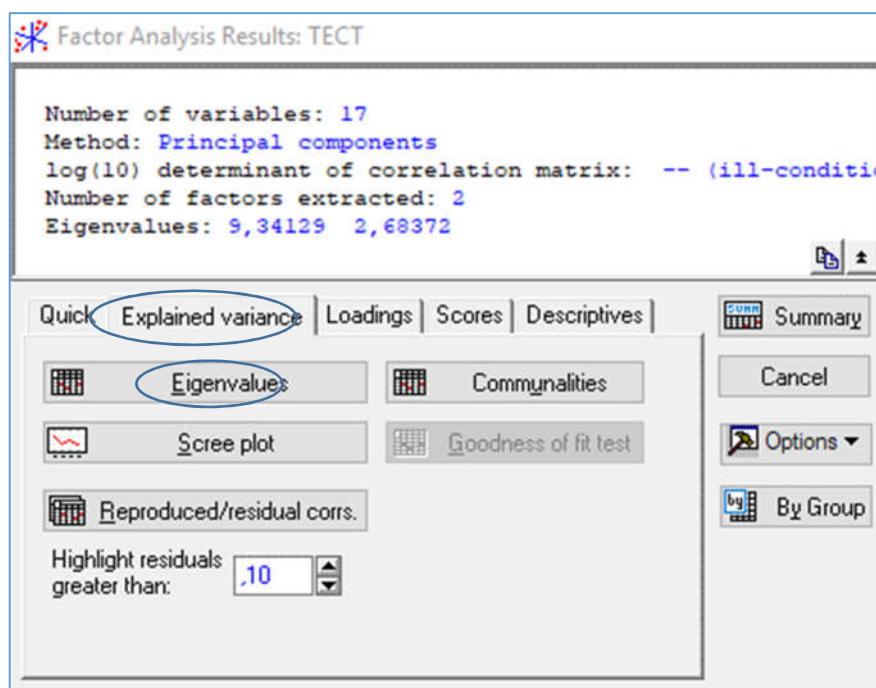 Factor Analysis Results: TECT
Number of variables: 17
Method: Principal components
log(10) determinant of correlation matrix: -- (ill-conditi
Number of factors extracted: 2
Eigenvalues: 9,34129 2,68372
Quick Explained variance Loadings Scores Descriptives
Summary
Eigenvalues Communalities
Cancel
Scree plot Goodness of fit test
Options
Reproduced/residual corrs.
By Group
Highlight residuals
greater than: ,10